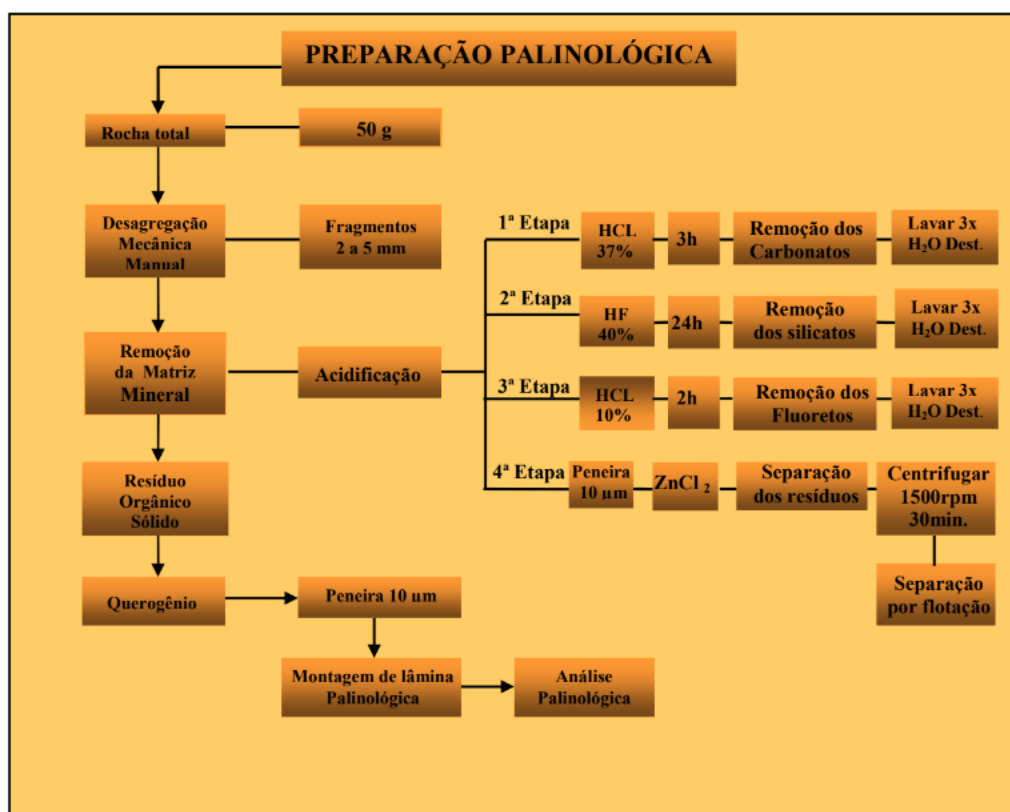 PREPARAÇÃO PALINOLÓGICA
Rocha total
50 g
Desagregação
Mecânica
Manual
Fragmentos
2 a 5 mm
Remoção
da Matriz
Mineral
Acidificação
1ª Etapa
HCL
37%
3h
Remoção dos
Carbonatos
Lavar 3x
H₂O Dest.
2ª Etapa
HF
40%
24h
Remoção
dos silicatos
Lavar 3x
H₂O Dest.
3ª Etapa
HCL
10%
2h
Remoção dos
Fluoretos
Lavar 3x
H₂O Dest.
4ª Etapa
Peneira
10 µm
ZnCl ₂
Separação
dos resíduos
Centrifugar
1500rpm
30min.
Separação
por flotação
Resíduo
Orgânico
Sólido
Querogênio
Peneira 10 µm
Montagem de lâmina
Palinológica
Análise
Palinológica